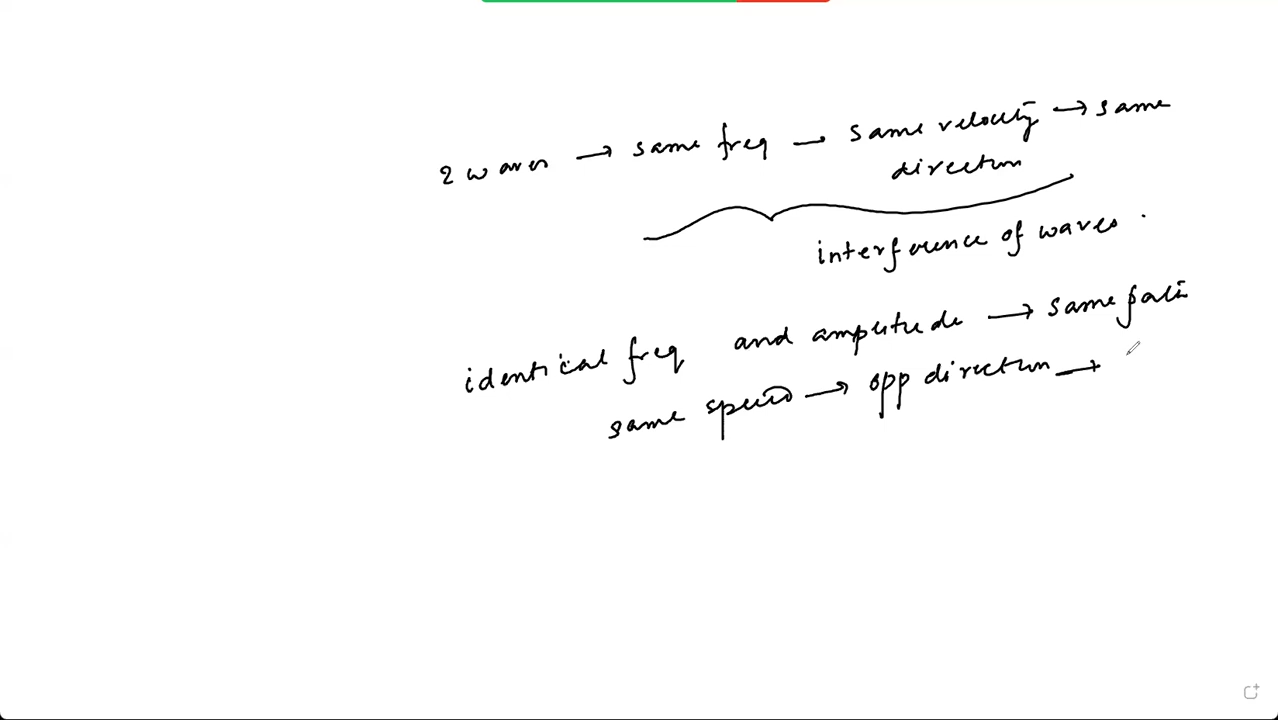 2 waves → same freq → same velocity → same
direction
interference of waves.
identical freq and amplitude → same path
same speed → opp direction →